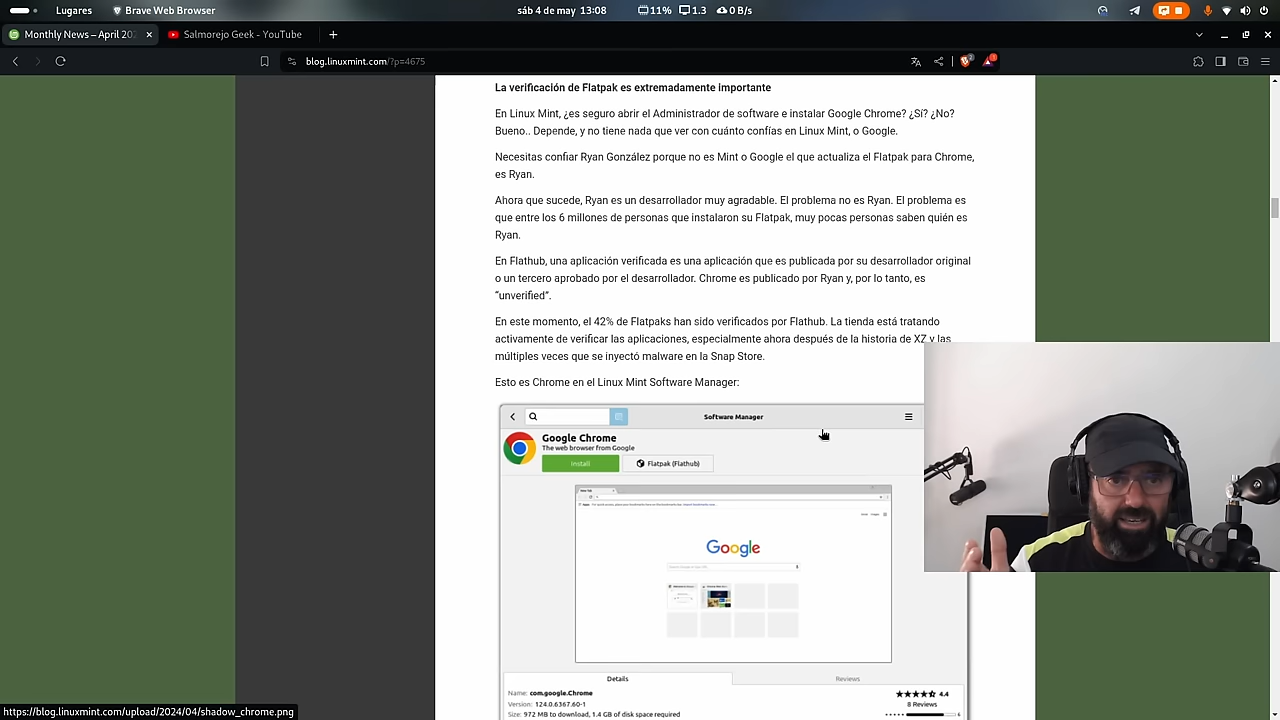 Lugares
Brave Web Browser
sáb 4 de may 13:08
11%
1.3
0 B/s
Monthly News – April 202
Salmorejo Geek - YouTube
blog.linuxmint.com/?p=4675
La verificación de Flatpak es extremadamente importante
En Linux Mint, ¿es seguro abrir el Administrador de software e instalar Google Chrome? ¿Sí? ¿No?
Bueno.. Depende, y no tiene nada que ver con cuánto confías en Linux Mint, o Google.
Necesitas confiar Ryan González porque no es Mint o Google el que actualiza el Flatpak para Chrome,
es Ryan.
Ahora que sucede, Ryan es un desarrollador muy agradable. El problema no es Ryan. El problema es
que entre los 6 millones de personas que instalaron su Flatpak, muy pocas personas saben quién es
Ryan.
En Flathub, una aplicación verificada es una aplicación que es publicada por su desarrollador original
o un tercero aprobado por el desarrollador. Chrome es publicado por Ryan y, por lo tanto, es
“unverified”.
En este momento, el 42% de Flatpaks han sido verificados por Flathub. La tienda está tratando
activamente de verificar las aplicaciones, especialmente ahora después de la historia de XZ y las
múltiples veces que se inyectó malware en la Snap Store.
Esto es Chrome en el Linux Mint Software Manager:
Software Manager
Google Chrome
The web browser from Google
Install
Flatpak (Flathub)
Google
Details
Reviews
Name: com.google.Chrome
4.4
Version: 124.0.6367.60-1
8 Reviews
Size: 972 MB to download, 1.4 GB of disk space required
6
https://blog.linuxmint.com/upload/2024/04/shadow_chrome.png